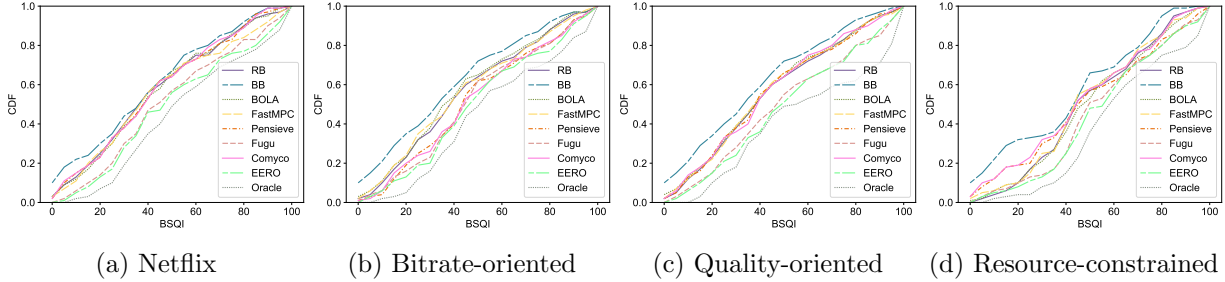 1.0
0.8
0.6
0.4
0.2
0.0
CDF
0 20 40 60 80 100
BSQI
RB
BB
BOLA
FastMPC
Pensieve
Fugu
Comyco
EERO
Oracle
(a) Netflix
1.0
0.8
0.6
0.4
0.2
0.0
CDF
0 20 40 60 80 100
BSQI
RB
BB
BOLA
FastMPC
Pensieve
Fugu
Comyco
EERO
Oracle
(b) Bitrate-oriented
1.0
0.8
0.6
0.4
0.2
0.0
CDF
0 20 40 60 80 100
BSQI
RB
BB
BOLA
FastMPC
Pensieve
Fugu
Comyco
EERO
Oracle
(c) Quality-oriented
1.0
0.8
0.6
0.4
0.2
0.0
CDF
0 20 40 60 80 100
BSQI
RB
BB
BOLA
FastMPC
Pensieve
Fugu
Comyco
EERO
Oracle
(d) Resource-constrained